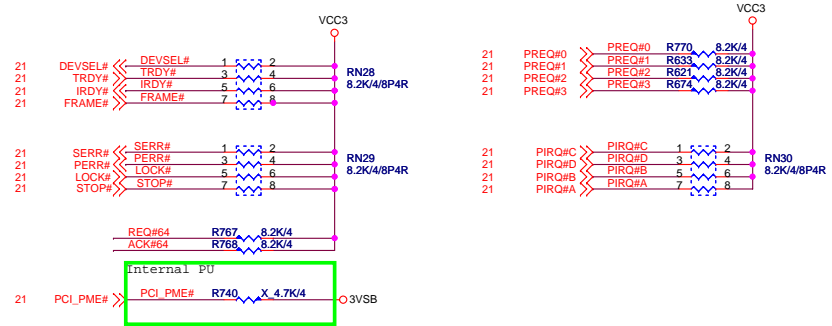 VCC3
21 DEVSEL# DEVSEL# 1 2
21 TRDY# TRDY# 3 4
21 IRDY# IRDY# 5 6
21 FRAME# FRAME# 7 8
RN28
8.2K/4/8P4R
21 SERR# SERR# 1 2
21 PERR# PERR# 3 4
21 LOCK# LOCK# 5 6
21 STOP# STOP# 7 8
RN29
8.2K/4/8P4R
REQ#64 R767 8.2K/4
ACK#64 R768 8.2K/4
Internal PU
21 PCI_PME# PCI_PME# R740 X_4.7K/4 3VSB
VCC3
21 PREQ#0 PREQ#0 R770 8.2K/4
21 PREQ#1 PREQ#1 R633 8.2K/4
21 PREQ#2 PREQ#2 R621 8.2K/4
21 PREQ#3 PREQ#3 R674 8.2K/4
21 PIRQ#C PIRQ#C 1 2
21 PIRQ#D PIRQ#D 3 4
21 PIRQ#B PIRQ#B 5 6
21 PIRQ#A PIRQ#A 7 8
RN30
8.2K/4/8P4R